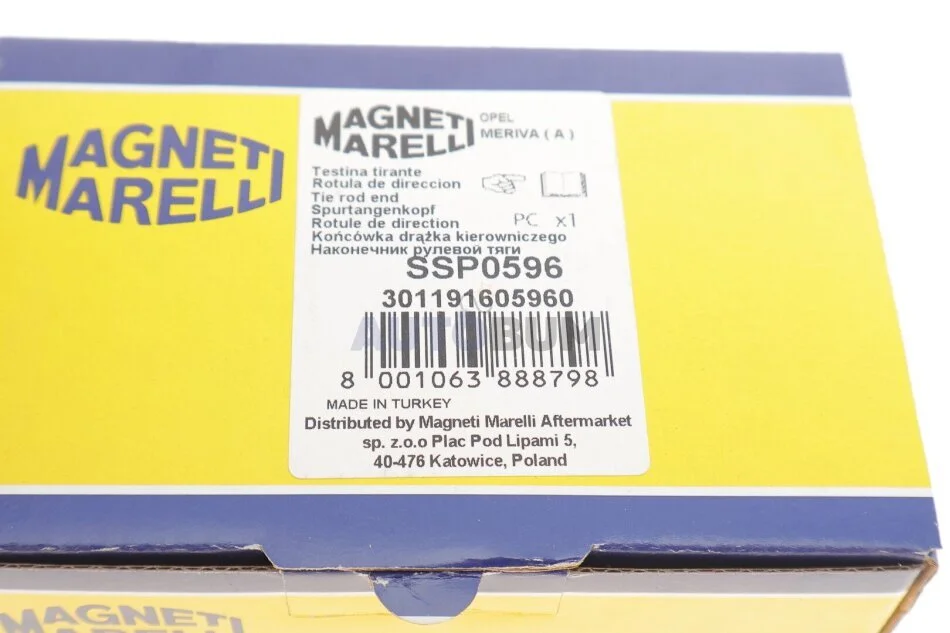 MAGNETI
MARELLI
MAGNETI
MARELLI
OPEL
MERIVA ( A )
Testina tirante
Rotula de direccion
Tie rod end
Spurtangenkopf
Rotule de direction
PC x1
Końcówka drążka kierowniczego
Наконечник рулевой тяги
SSP0596
301191605960
AUTOBUM
8 001063 888798
MADE IN TURKEY
Distributed by Magneti Marelli Aftermarket
sp. z.o.o Plac Pod Lipami 5,
40-476 Katowice, Poland
MAGNETI
MARELLI